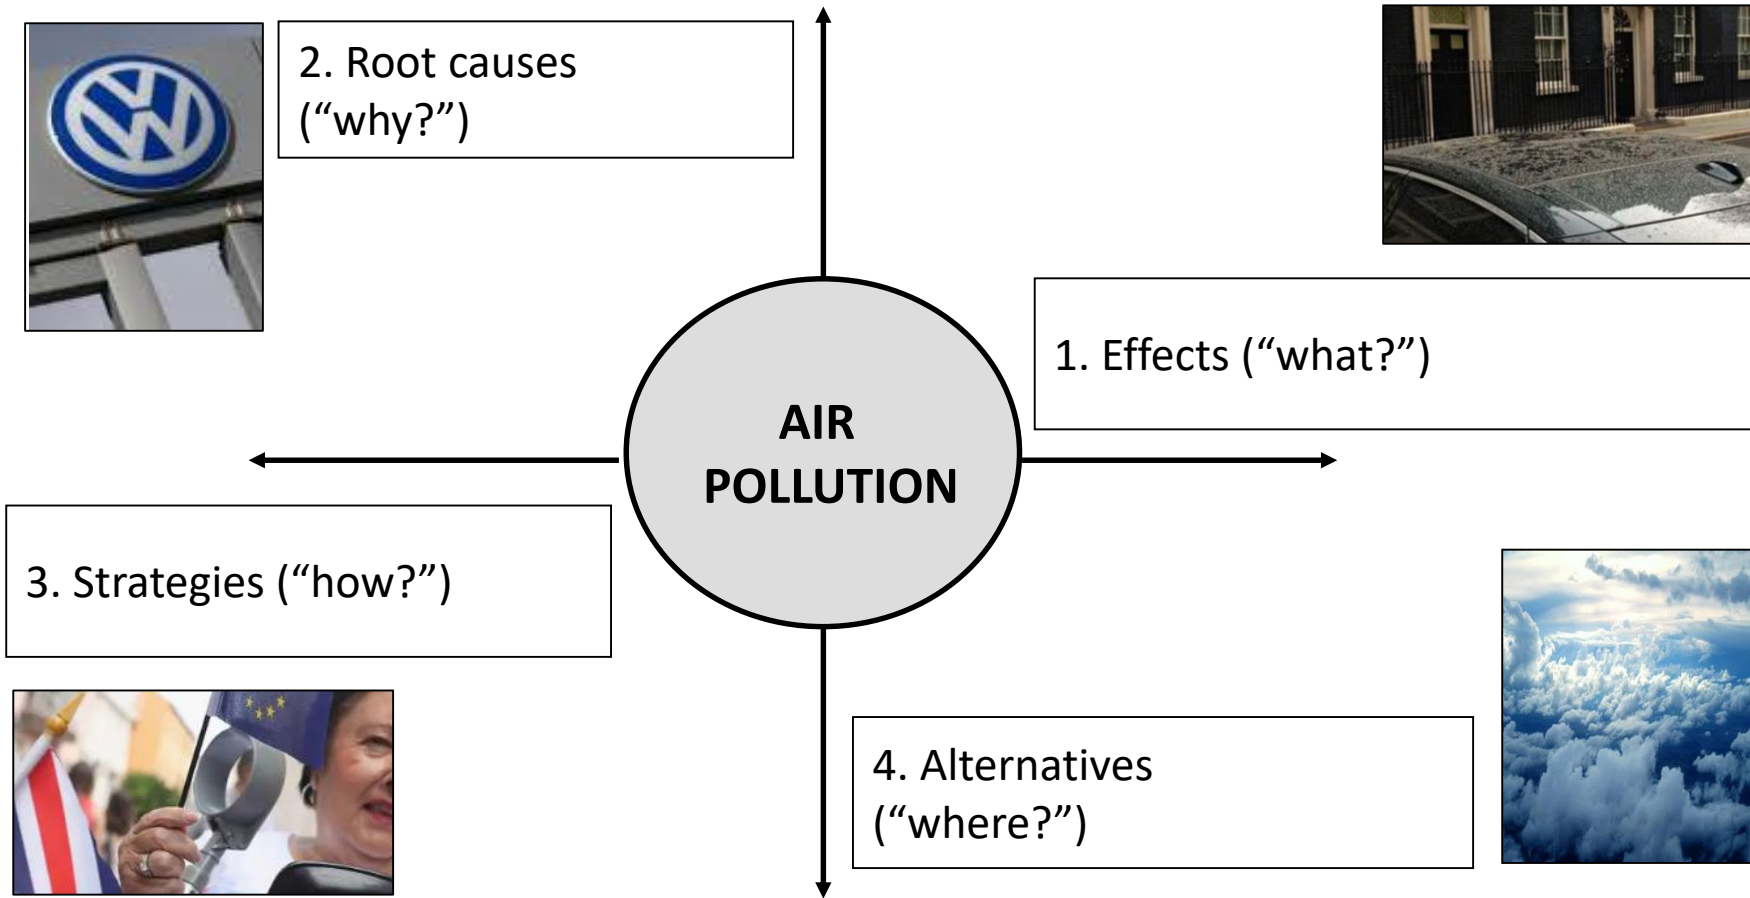 2. Root causes
(“why?”)
1. Effects (“what?”)
AIR
POLLUTION
3. Strategies (“how?”)
4. Alternatives
(“where?”)